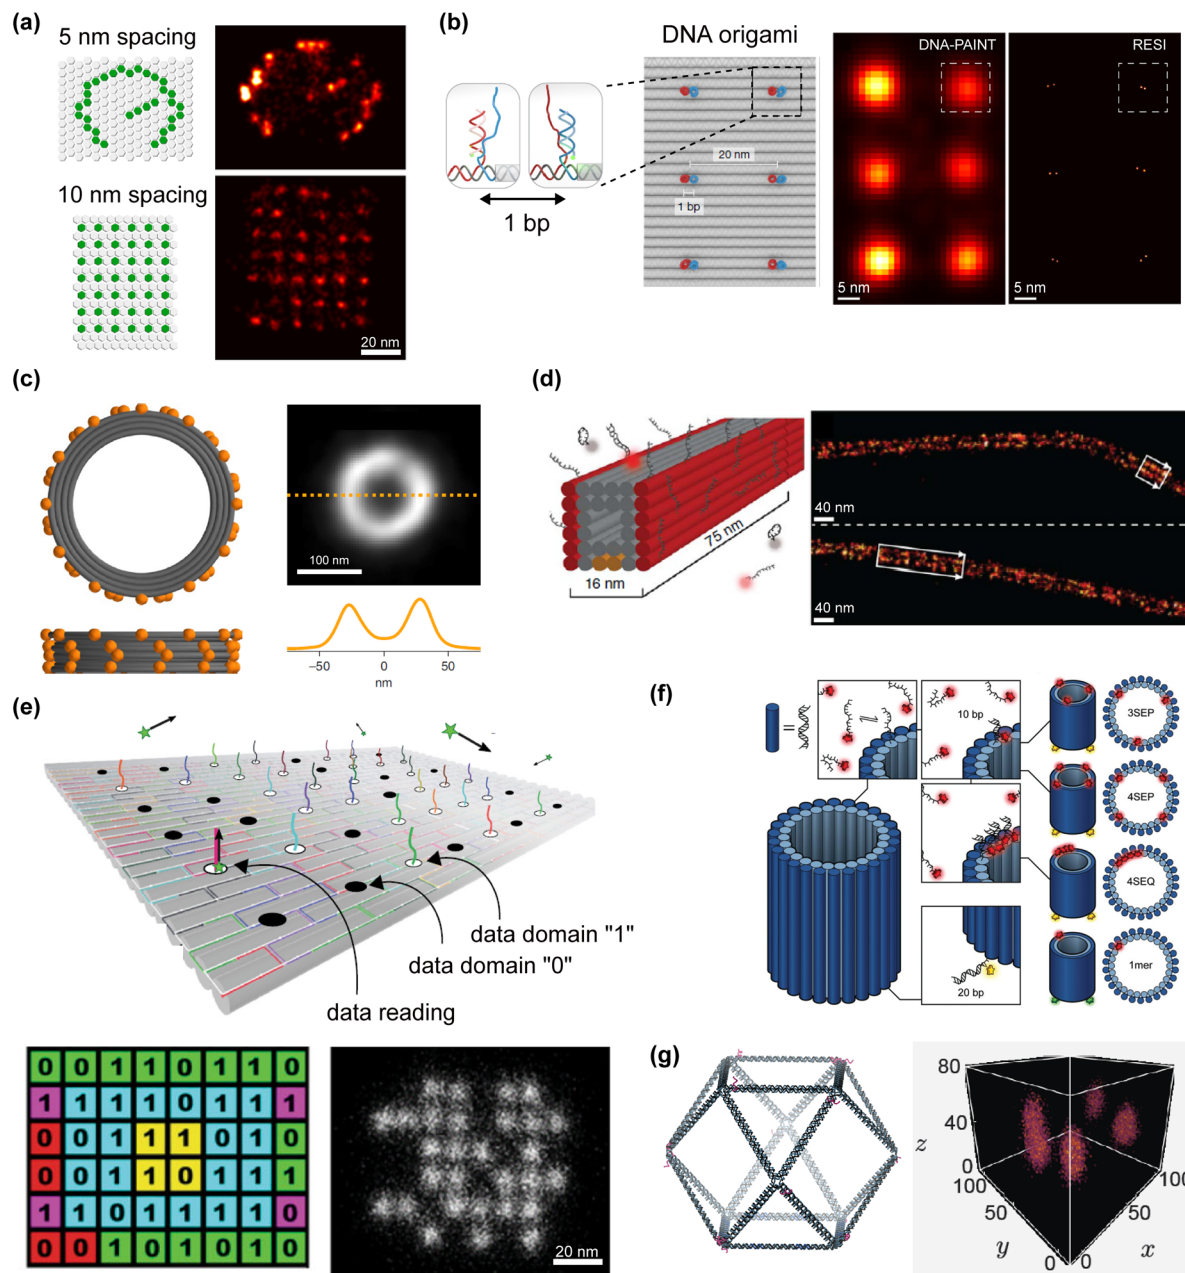 (a)
5 nm spacing
10 nm spacing
20 nm
(b)
DNA origami
1 bp
20 nm
1 bp
DNA-PAINT
5 nm
RESI
5 nm
(c)
100 nm
−50 0 50
nm
(d)
16 nm
75 nm
40 nm
40 nm
(e)
data domain "1"
data domain "0"
data reading
0 0 1 1 0 1 1 0
1 1 1 1 0 1 1 1
0 0 1 1 1 0 1 0
0 0 1 1 0 0 1 1
1 1 0 1 1 1 1 0
0 0 1 0 1 0 1 0
20 nm
(f)
=
10 bp
20 bp
3SEP
4SEP
4SEQ
1mer
(g)
80
40
z
0
100
50
y
0
0
x
50
100